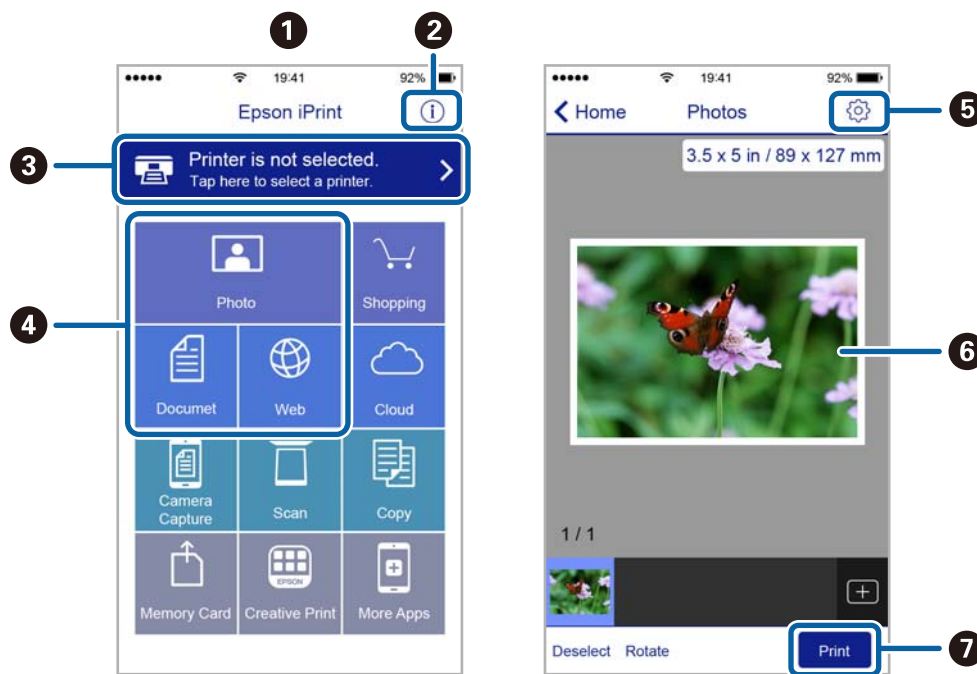 1
2
19:41
92%
Epson iPrint
3
Printer is not selected.
Tap here to select a printer.
4
Photo
Shopping
Documet
Web
Cloud
Camera
Capture
Scan
Copy
EPSON
Memory Card
Creative Print
More Apps
19:41
92%
Home
Photos
5
3.5 x 5 in / 89 x 127 mm
6
1 / 1
Deselect
Rotate
Print
7